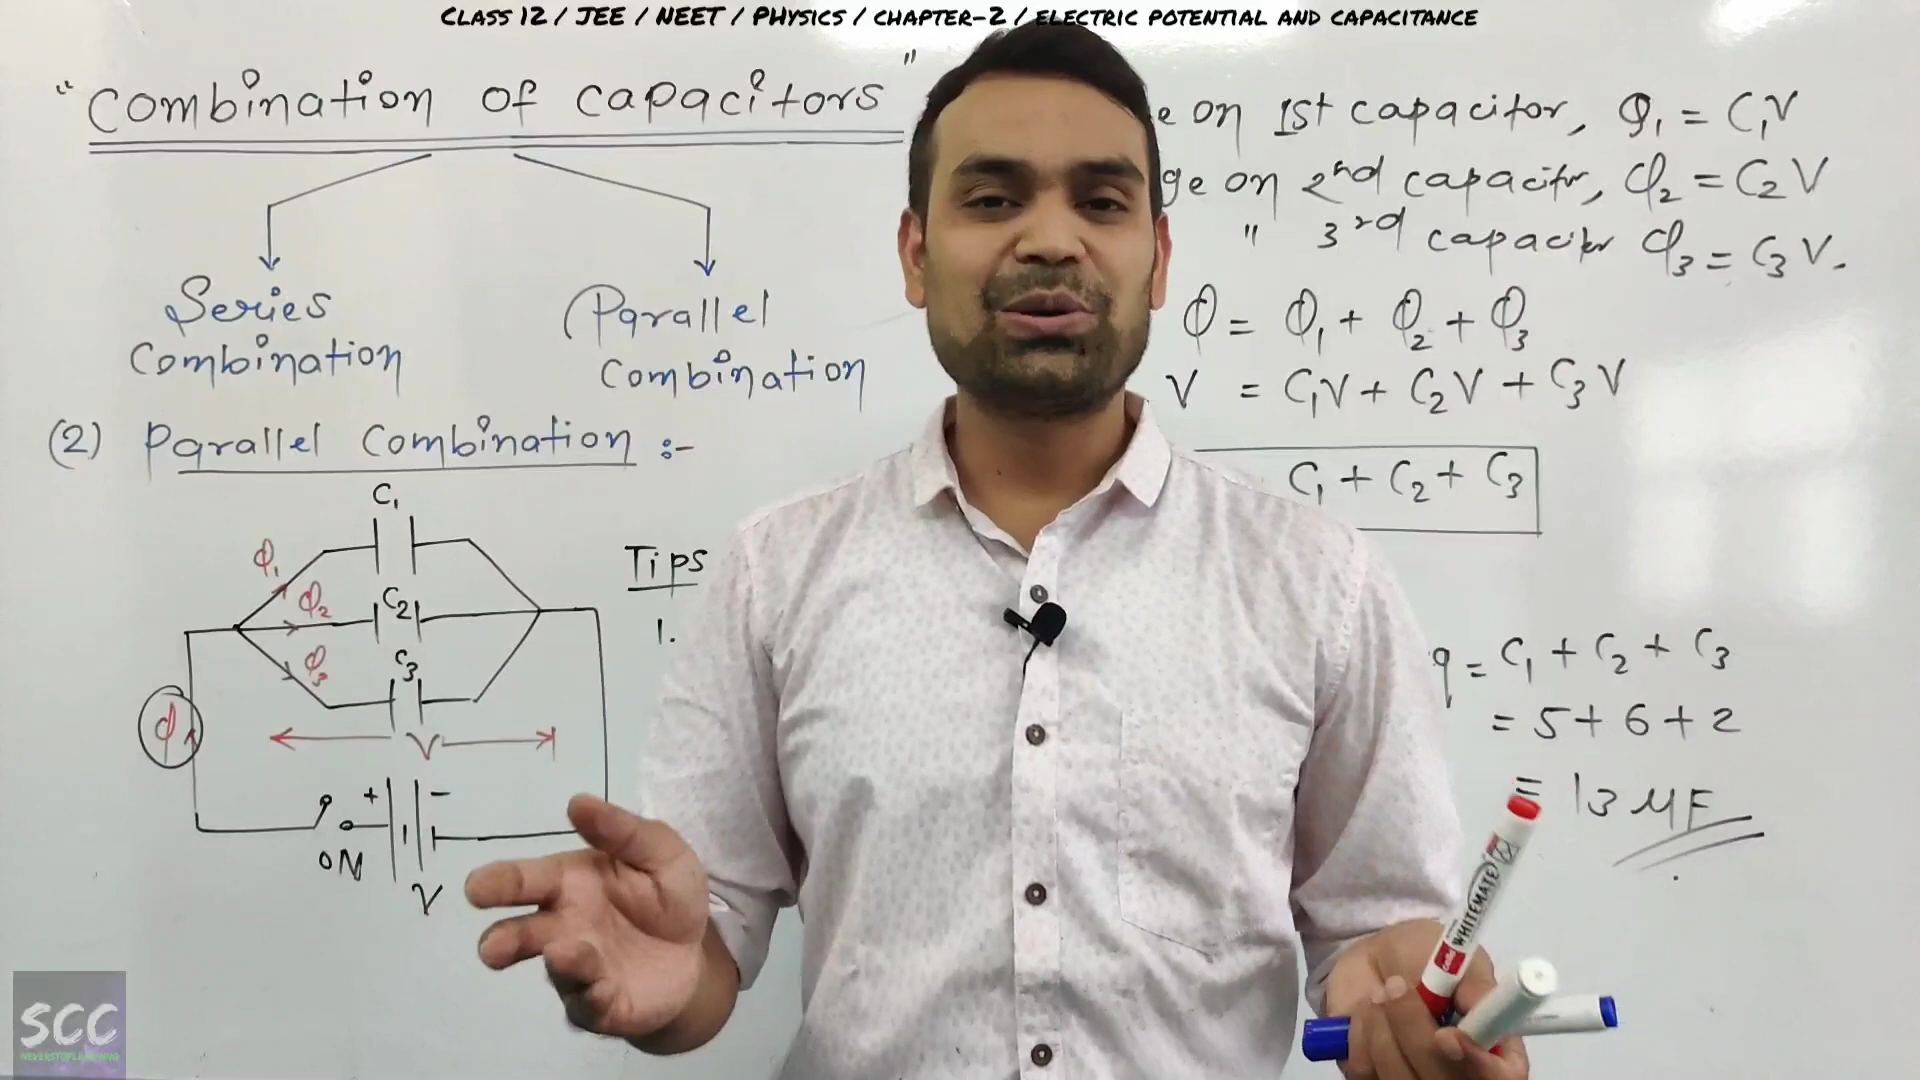 CLASS 12 / JEE / NEET / PHYSICS / CHAPTER-2 / ELECTRIC POTENTIAL AND CAPACITANCE
"Combination of capacitors"
Series
Combination
Parallel
Combination
(2) Parallel Combination :-
C₁
Q₁
Q₂
C₂
Q₃
C₃
Q
V
+ -
ON
V
Tips
1.
e on 1st capacitor, Q₁ = C₁V
ge on 2nd capacitor, Q₂ = C₂V
" 3rd capacitor Q₃ = C₃V.
Q = Q₁ + Q₂ + Q₃
V = C₁V + C₂V + C₃V
C₁ + C₂ + C₃
q = C₁ + C₂ + C₃
= 5 + 6 + 2
= 13 μF
cello WHITEMATE
SCC
NEVERSTOPLEARNING